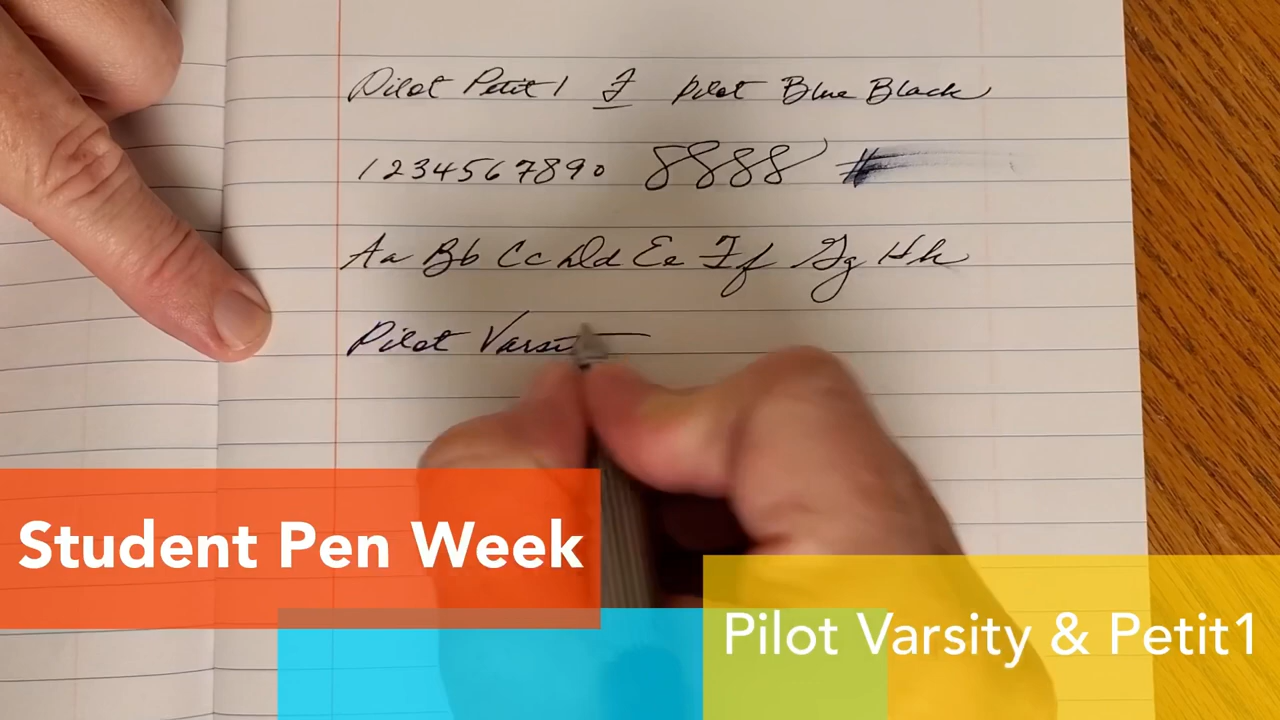 Pilot Petit1 F Pilot Blue Black
1234567890 8888 #
Aa Bb Cc Dd Ee Ff Gg Hh
Pilot Varsit
Student Pen Week
Pilot Varsity & Petit1